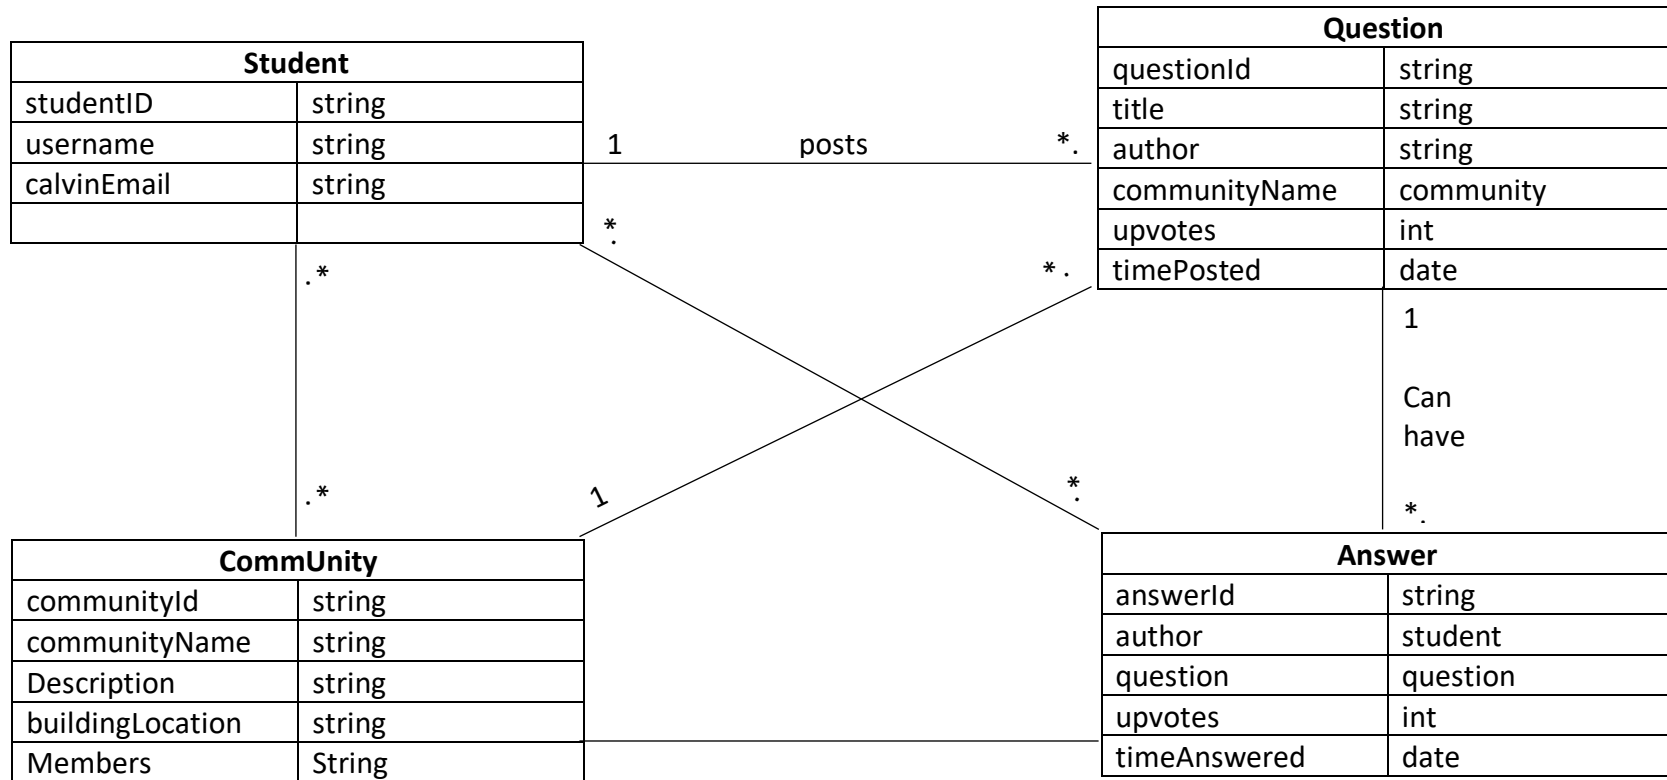 Student
studentID string
username string
calvinEmail string
Question
questionId string
title string
author string
communityName community
upvotes int
timePosted date
1 posts *.
*.
* .
.*
1
Can
have
*.
.*
1
*.
CommUnity
communityId string
communityName string
Description string
buildingLocation string
Members String
Answer
answerId string
author student
question question
upvotes int
timeAnswered date